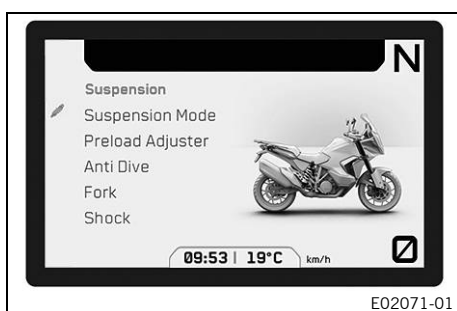 N
Suspension
Suspension Mode
Preload Adjuster
Anti Dive
Fork
Shock
09:53 | 19°C km/h
0
E02071-01